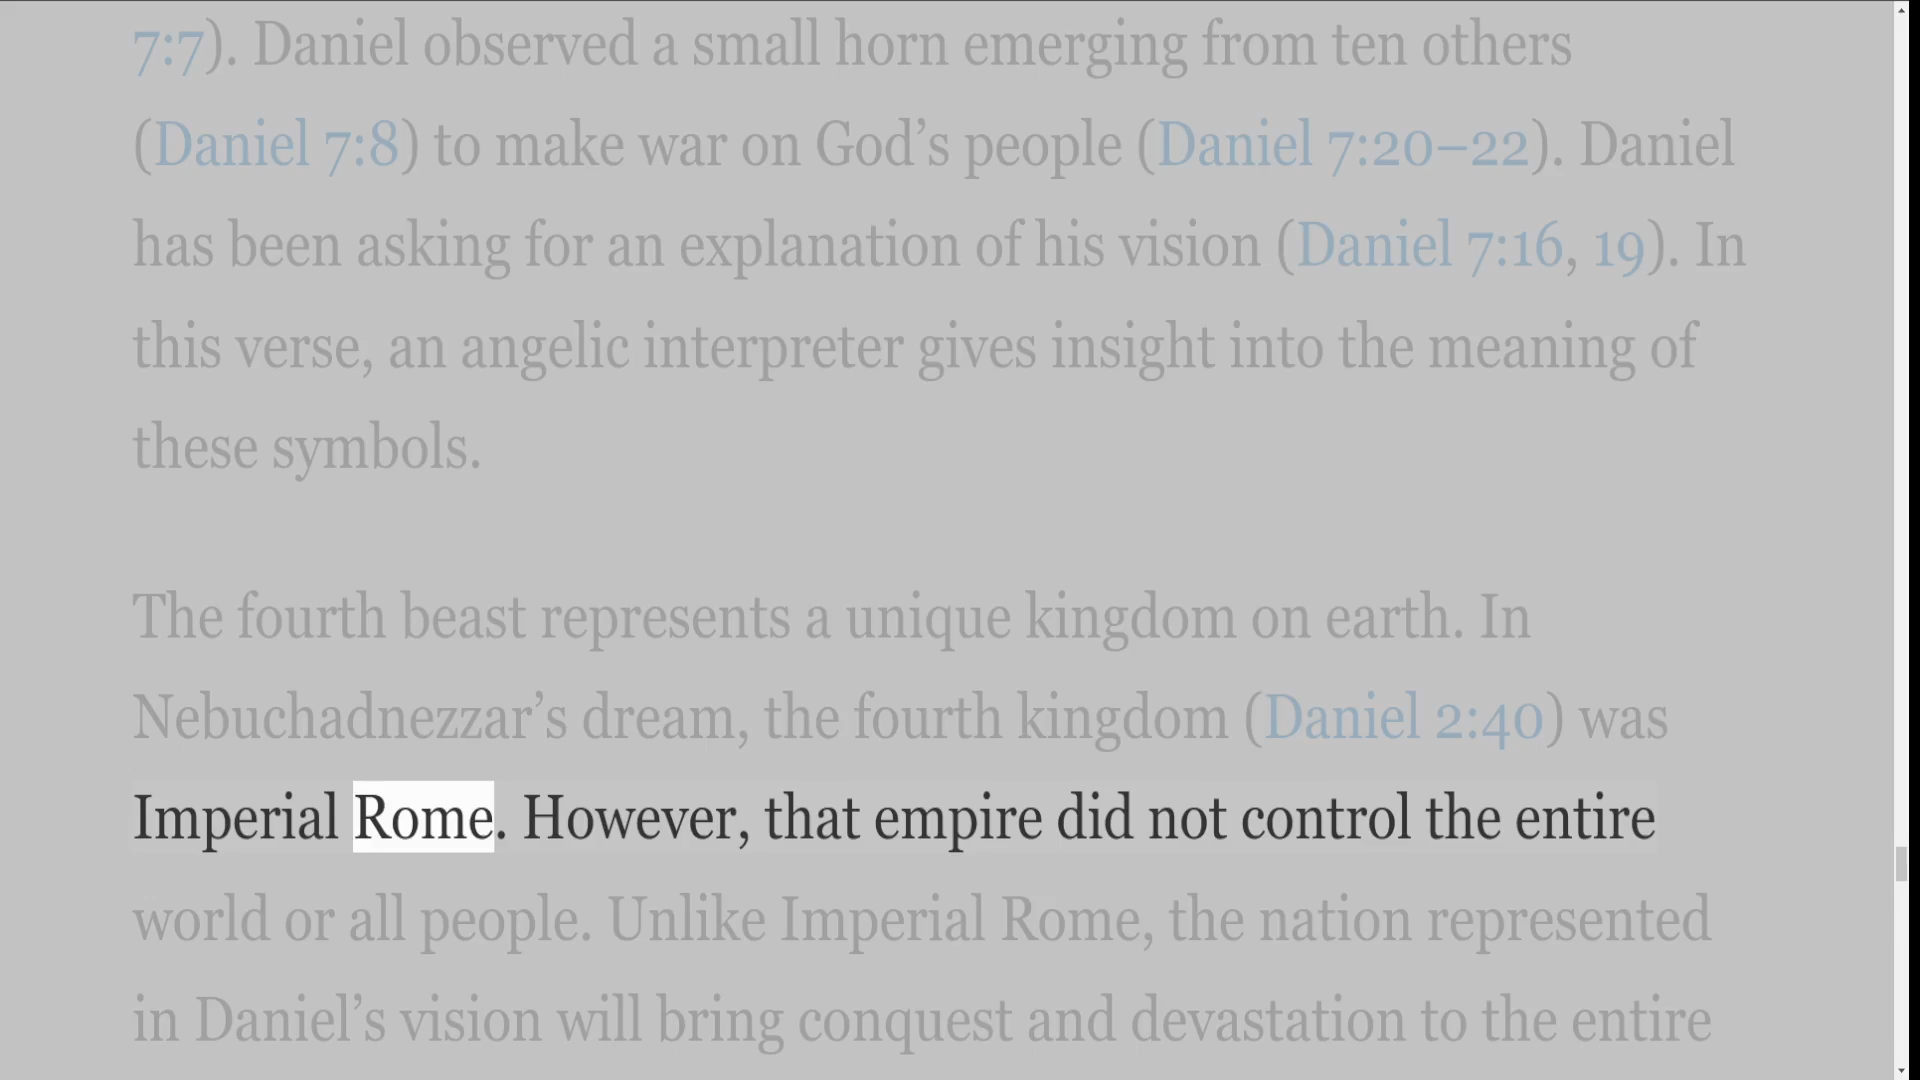 7:7). Daniel observed a small horn emerging from ten others
(Daniel 7:8) to make war on God’s people (Daniel 7:20–22). Daniel
has been asking for an explanation of his vision (Daniel 7:16, 19). In
this verse, an angelic interpreter gives insight into the meaning of
these symbols.
The fourth beast represents a unique kingdom on earth. In
Nebuchadnezzar’s dream, the fourth kingdom (Daniel 2:40) was
Imperial Rome. However, that empire did not control the entire
world or all people. Unlike Imperial Rome, the nation represented
in Daniel’s vision will bring conquest and devastation to the entire